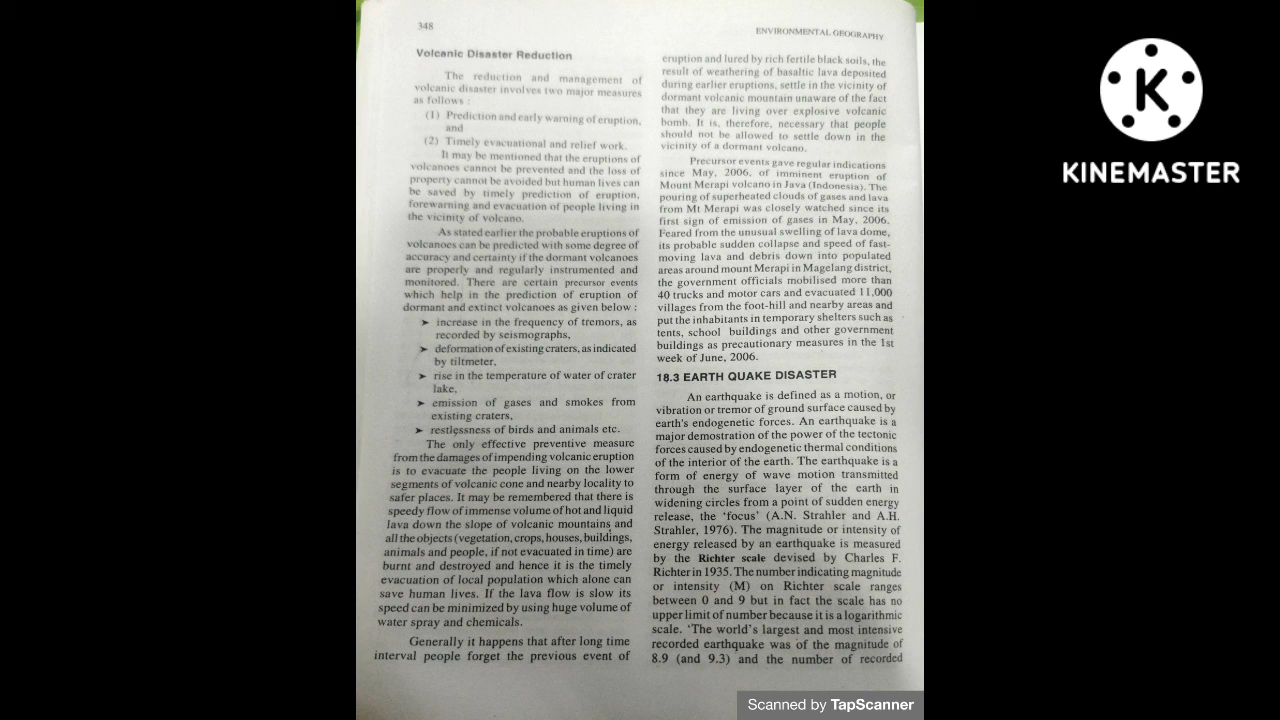 348
ENVIRONMENTAL GEOGRAPHY
Volcanic Disaster Reduction
The reduction and management of
volcanic disaster involves two major measures
as follows :
(1) Prediction and early warning of eruption,
and
(2) Timely evacuational and relief work.
It may be mentioned that the eruptions of
volcanoes cannot be prevented and the loss of
property cannot be avoided but human lives can
be saved by timely prediction of eruption,
forewarning and evacuation of people living in
the vicinity of volcano.
As stated earlier the probable eruptions of
volcanoes can be predicted with some degree of
accuracy and certainty if the dormant volcanoes
are properly and regularly instrumented and
monitored. There are certain precursor events
which help in the prediction of eruption of
dormant and extinct volcanoes as given below :
➤ increase in the frequency of tremors, as
recorded by seismographs,
➤ deformation of existing craters, as indicated
by tiltmeter,
➤ rise in the temperature of water of crater
lake,
➤ emission of gases and smokes from
existing craters,
➤ restlessness of birds and animals etc.
The only effective preventive measure
from the damages of impending volcanic eruption
is to evacuate the people living on the lower
segments of volcanic cone and nearby locality to
safer places. It may be remembered that there is
speedy flow of immense volume of hot and liquid
lava down the slope of volcanic mountains and
all the objects (vegetation, crops, houses, buildings,
animals and people, if not evacuated in time) are
burnt and destroyed and hence it is the timely
evacuation of local population which alone can
save human lives. If the lava flow is slow its
speed can be minimized by using huge volume of
water spray and chemicals.
Generally it happens that after long time
interval people forget the previous event of
eruption and lured by rich fertile black soils, the
result of weathering of basaltic lava deposited
during earlier eruptions, settle in the vicinity of
dormant volcanic mountain unaware of the fact
that they are living over explosive volcanic
bomb. It is, therefore, necessary that people
should not be allowed to settle down in the
vicinity of a dormant volcano.
Precursor events gave regular indications
since May, 2006, of imminent eruption of
Mount Merapi volcano in Java (Indonesia). The
pouring of superheated clouds of gases and lava
from Mt Merapi was closely watched since its
first sign of emission of gases in May, 2006.
Feared from the unusual swelling of lava dome,
its probable sudden collapse and speed of fast-
moving lava and debris down into populated
areas around mount Merapi in Magelang district,
the government officials mobilised more than
40 trucks and motor cars and evacuated 11,000
villages from the foot-hill and nearby areas and
put the inhabitants in temporary shelters such as
tents, school buildings and other government
buildings as precautionary measures in the 1st
week of June, 2006.
18.3 EARTH QUAKE DISASTER
An earthquake is defined as a motion, or
vibration or tremor of ground surface caused by
earth's endogenetic forces. An earthquake is a
major demostration of the power of the tectonic
forces caused by endogenetic thermal conditions
of the interior of the earth. The earthquake is a
form of energy of wave motion transmitted
through the surface layer of the earth in
widening circles from a point of sudden energy
release, the 'focus' (A.N. Strahler and A.H.
Strahler, 1976). The magnitude or intensity of
energy released by an earthquake is measured
by the Richter scale devised by Charles F.
Richter in 1935. The number indicating magnitude
or intensity (M) on Richter scale ranges
between 0 and 9 but in fact the scale has no
upper limit of number because it is a logarithmic
scale. 'The world's largest and most intensive
recorded earthquake was of the magnitude of
8.9 (and 9.3) and the number of recorded
Scanned by TapScanner
K
KINEMASTER